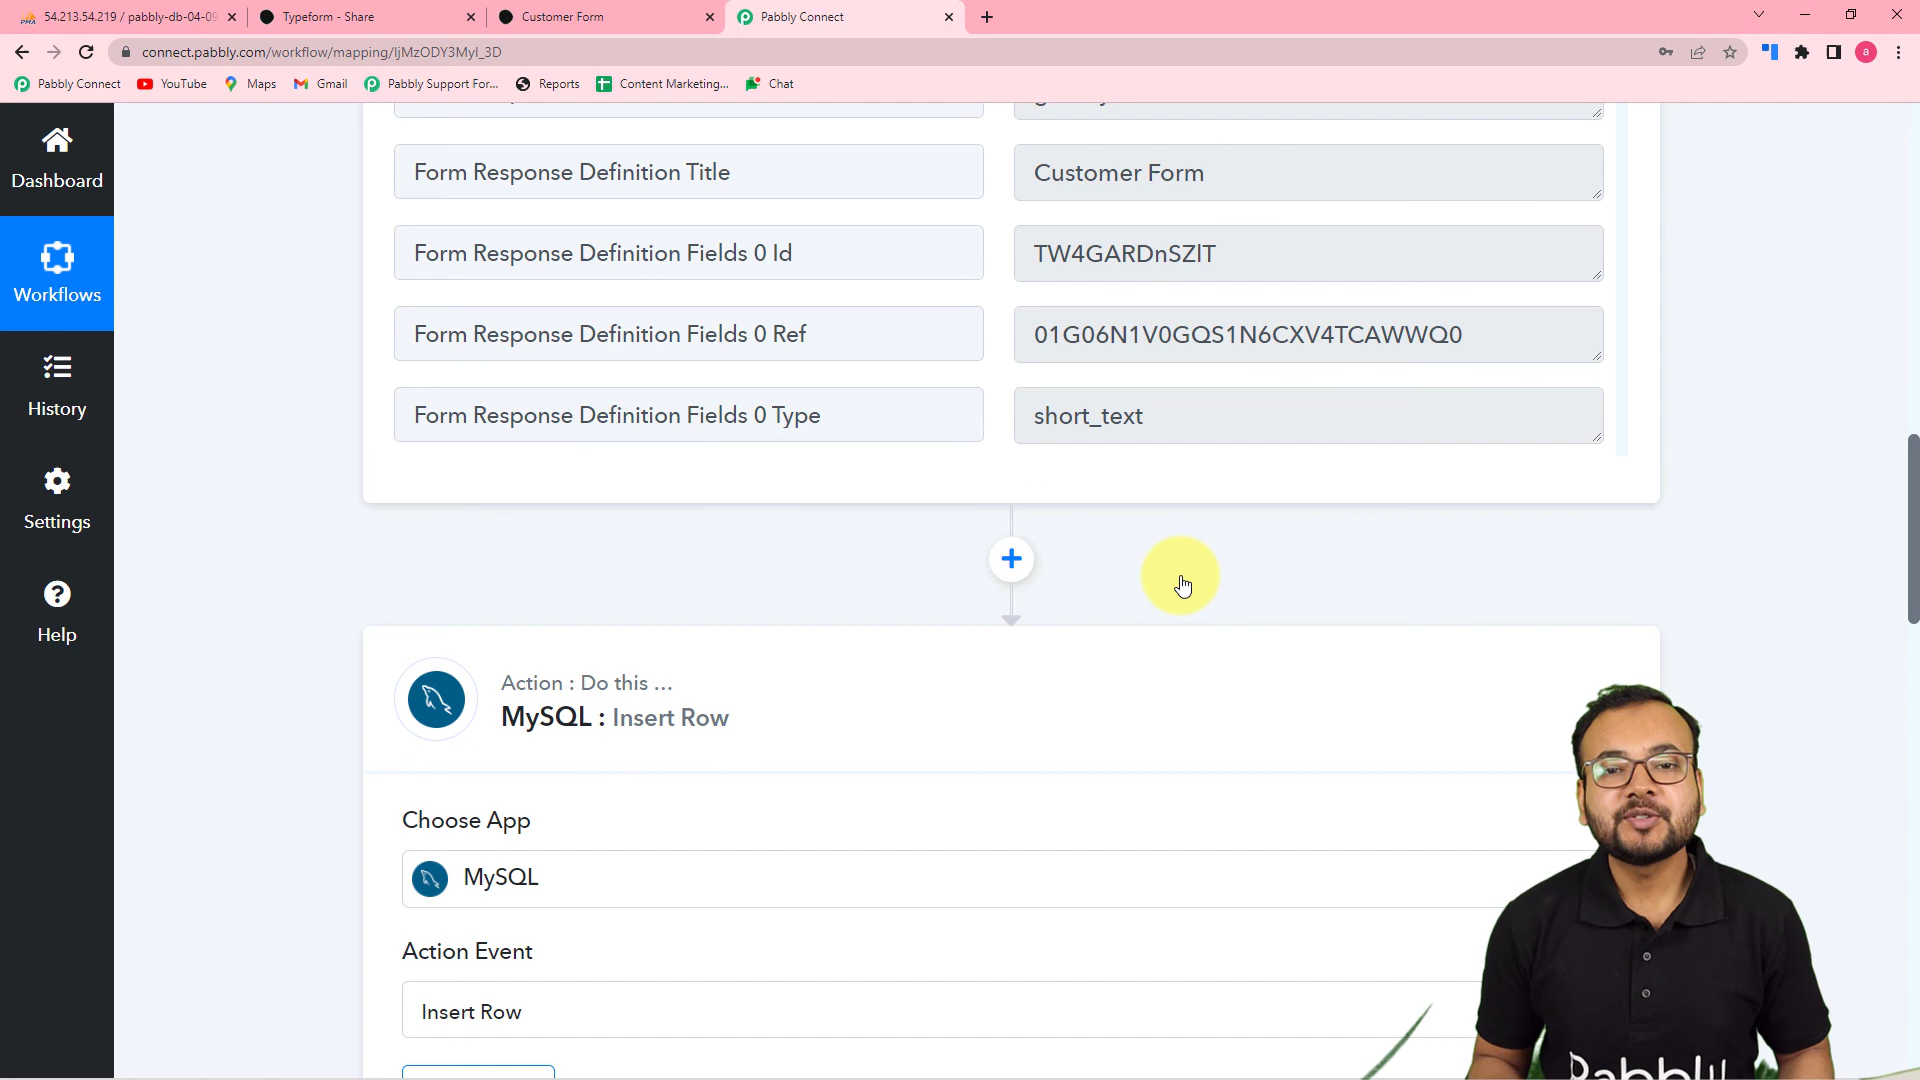 54.213.54.219 / pabbly-db-04-09
Typeform - Share
Customer Form
Pabbly Connect
connect.pabbly.com/workflow/mapping/IjMzODY3MyI_3D
a
Pabbly Connect
YouTube
Maps
Gmail
Pabbly Support For...
Reports
Content Marketing...
Chat
Dashboard
Workflows
History
Settings
Help
Form Response Definition Title
Customer Form
Form Response Definition Fields 0 Id
TW4GARDnSZlT
Form Response Definition Fields 0 Ref
01G06N1V0GQS1N6CXV4TCAWWQ0
Form Response Definition Fields 0 Type
short_text
Action : Do this ...
MySQL : Insert Row
Choose App
MySQL
Action Event
Insert Row
Pabbly